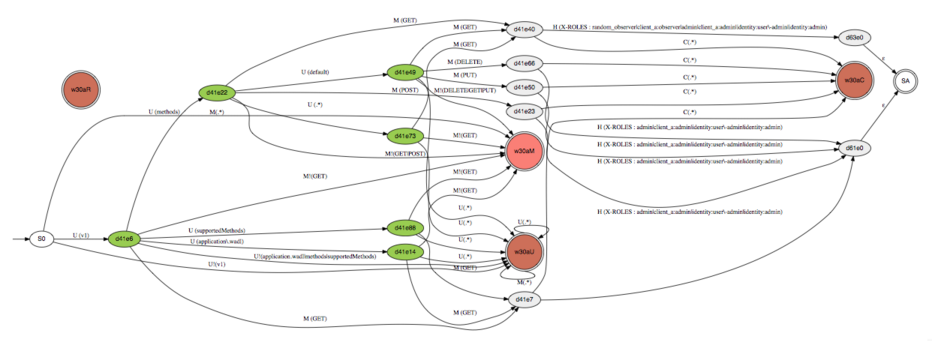 M (GET)
d41e40
H (X-ROLES : random_observer\client_a:observer\admin\client_a:admin\identity:user\-admin\identity:admin)
d63e0
M (GET)
M (GET)
C(.*)
ε
w30aR
d41e22
U (default)
d41e49
M (DELETE)
d41e66
C(.*)
w30aC
SA
M (PUT)
d41e50
C(.*)
M (POST)
M!(DELETE|GET|PUT)
U (methods)
M(.*)
U (.*)
d41e23
C(.*)
ε
H (X-ROLES : admin\client_a:admin\identity:user\-admin\identity:admin)
d41e73
M!(GET)
H (X-ROLES : admin\client_a:admin\identity:user\-admin\identity:admin)
M!(GET|POST)
w30aM
d61e0
H (X-ROLES : admin\client_a:admin\identity:user\-admin\identity:admin)
M!(GET)
M!(GET)
M!(GET)
U(.*)
H (X-ROLES : admin\client_a:admin\identity:user\-admin\identity:admin)
U(.*)
S0
U (v1)
d41e6
U (supportedMethods)
U(.*)
U (application\.wadl)
d41e14
U(.*)
w30aU
U!(application.wadl|methods|supportedMethods)
U!(v1)
M (GET)
M(.*)
d41e7
M (GET)
M (GET)